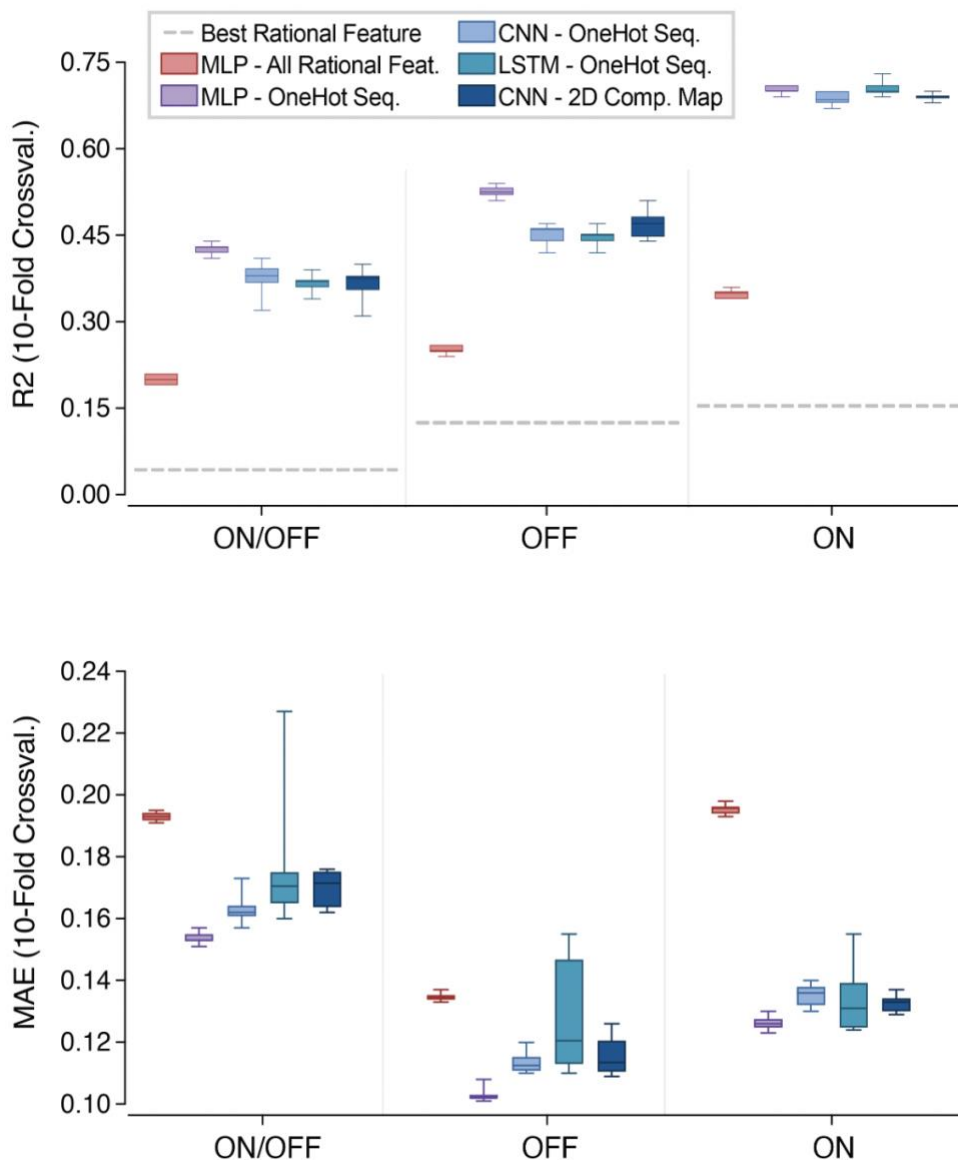 Best Rational Feature
MLP - All Rational Feat.
MLP - OneHot Seq.
CNN - OneHot Seq.
LSTM - OneHot Seq.
CNN - 2D Comp. Map
R2 (10-Fold Crossval.)
0.75
0.60
0.45
0.30
0.15
0.00
ON/OFF OFF ON
MAE (10-Fold Crossval.)
0.24
0.22
0.20
0.18
0.16
0.14
0.12
0.10
ON/OFF OFF ON